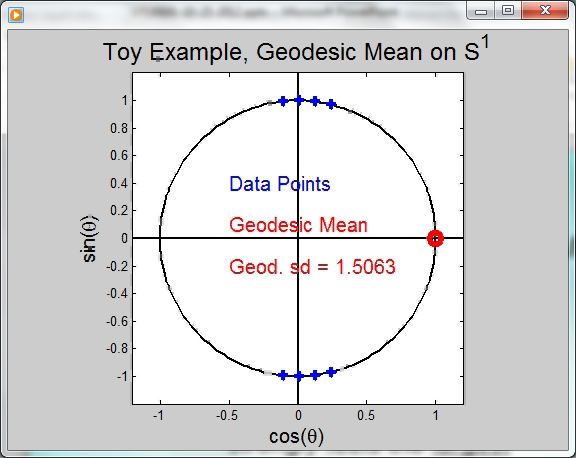 Toy Example, Geodesic Mean on S¹
1
0.8
0.6
0.4
0.2
0
-0.2
-0.4
-0.6
-0.8
-1
sin(θ)
Data Points
Geodesic Mean
Geod. sd = 1.5063
-1 -0.5 0 0.5 1
cos(θ)